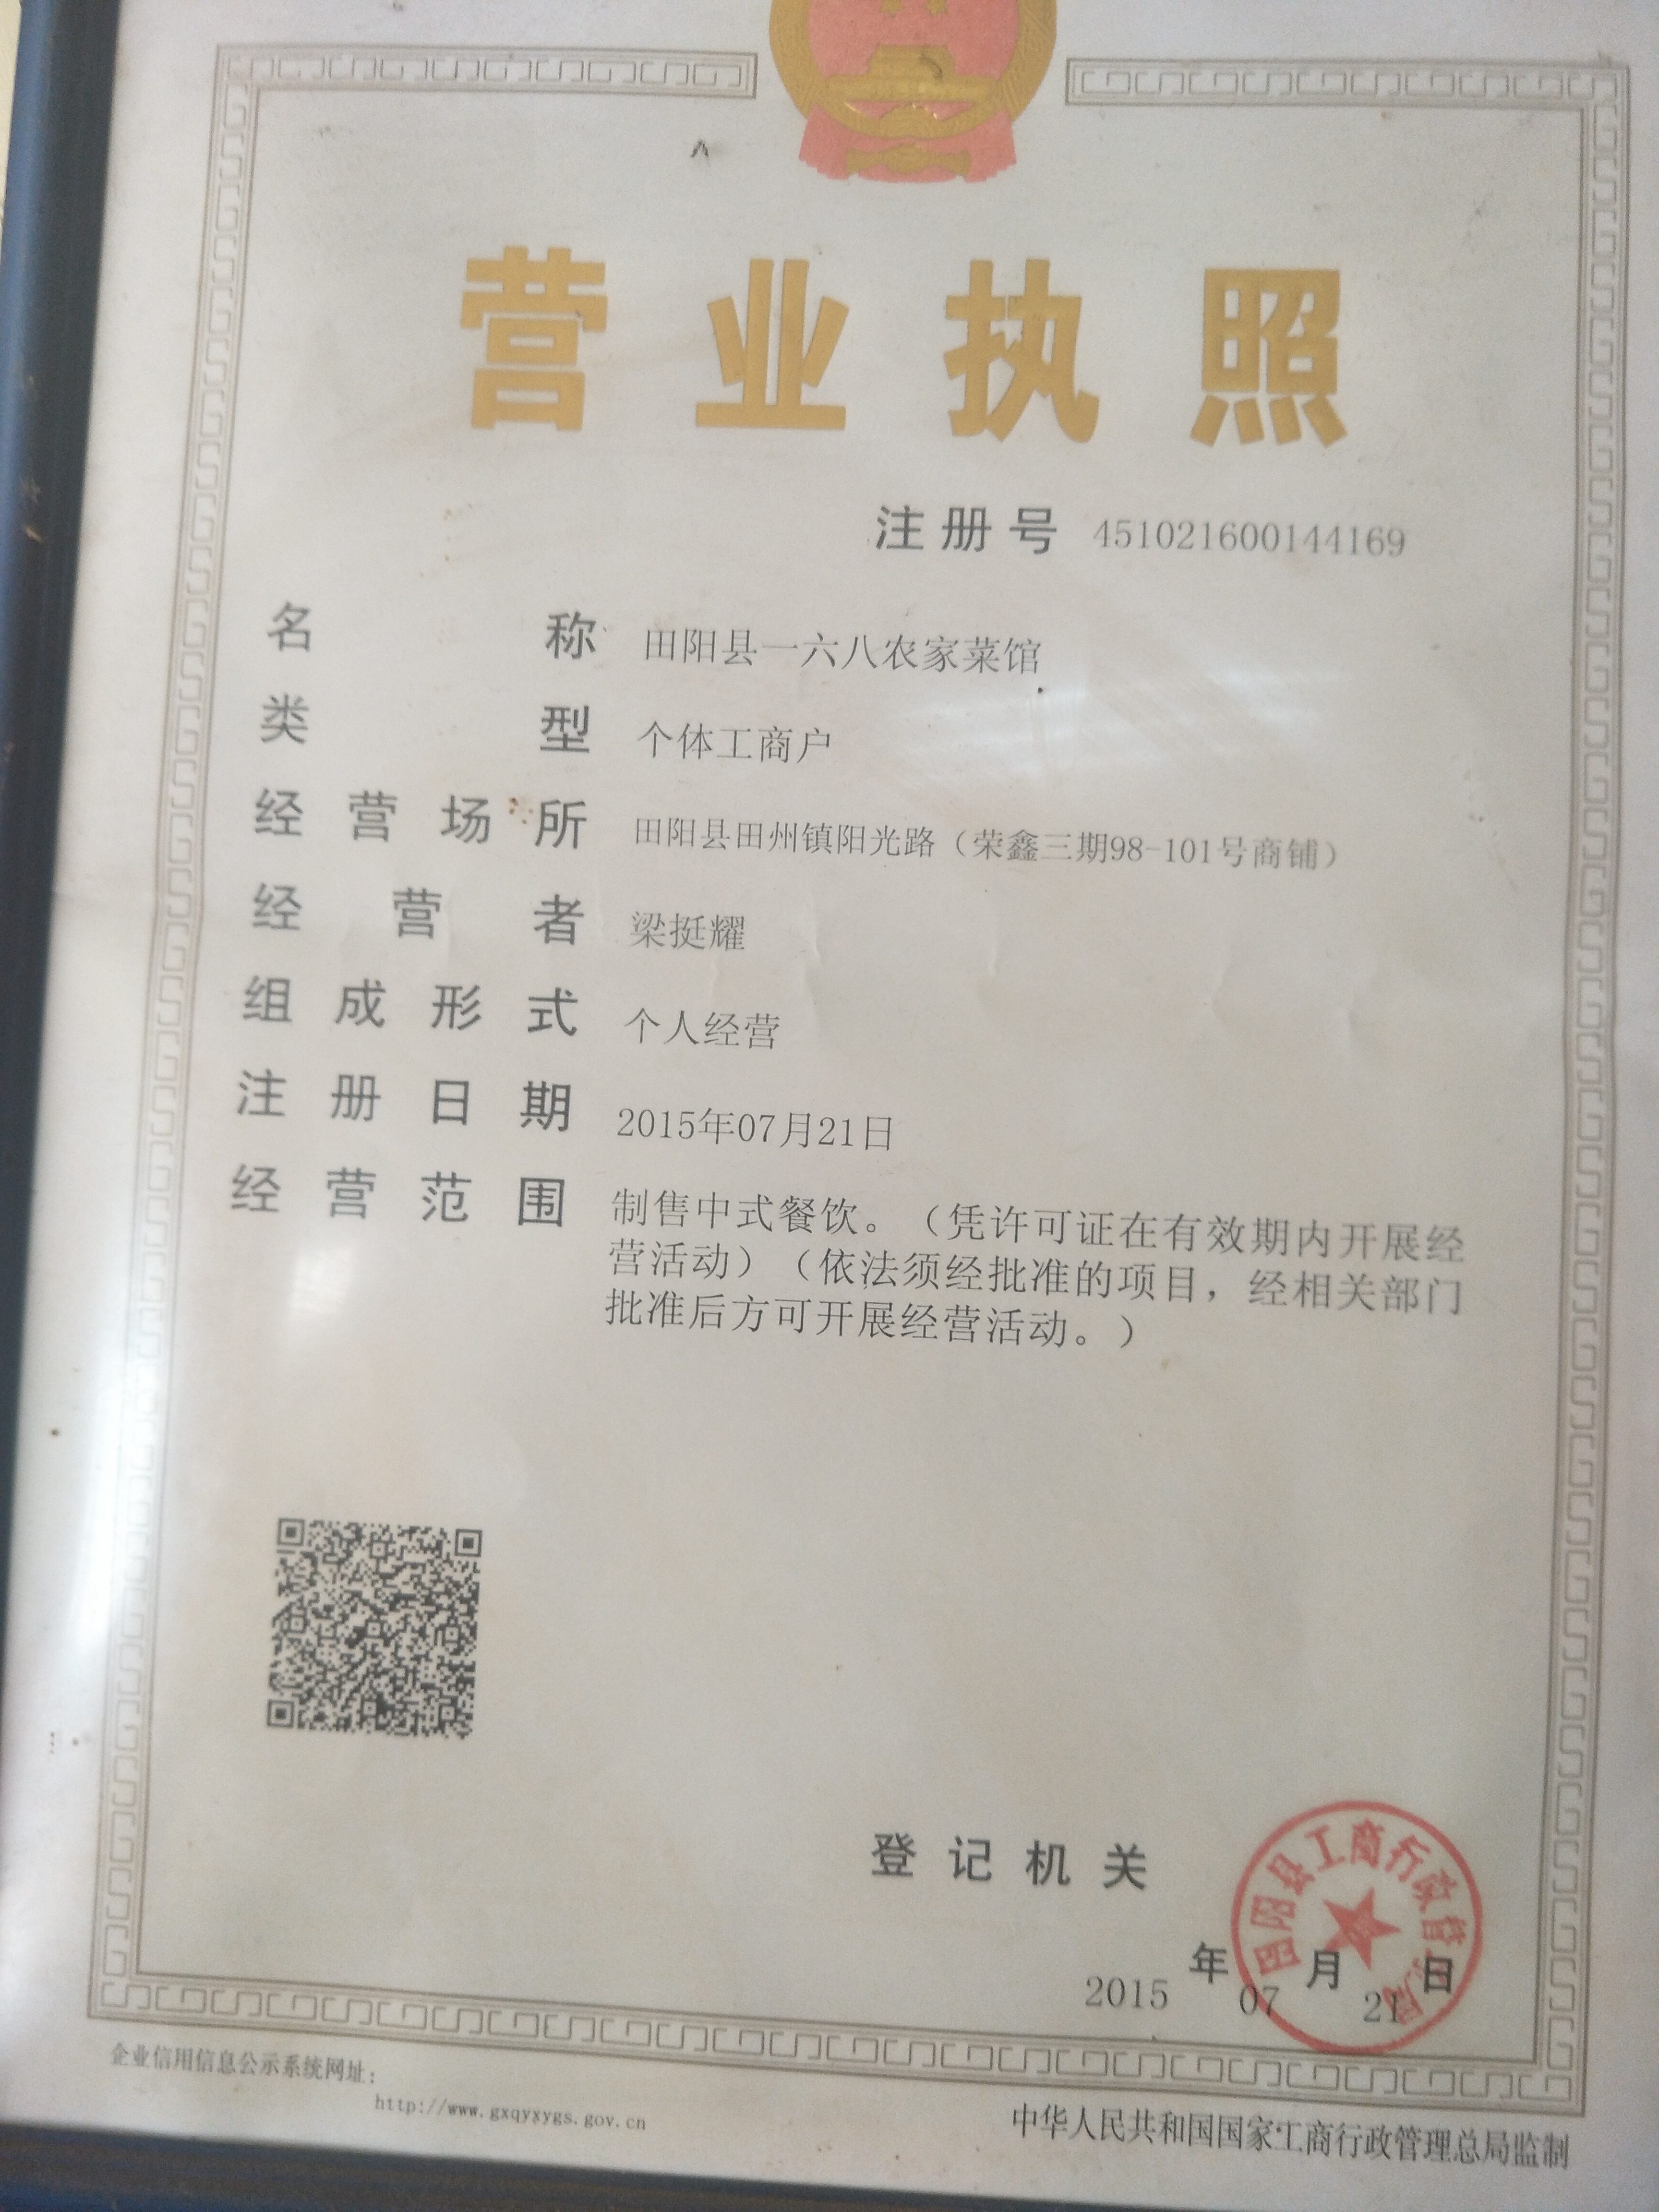 营业执照
注册号 451021600144169
名称 田阳县一六八农家菜馆
类型 个体工商户
经营场所 田阳县田州镇阳光路（荣鑫三期98-101号商铺）
经营者 梁挺耀
组成形式 个人经营
注册日期 2015年07月21日
经营范围 制售中式餐饮。（凭许可证在有效期内开展经
营活动）（依法须经批准的项目，经相关部门
批准后方可开展经营活动。）
登记机关
田阳县工商行政管理局
2015年07月21日
企业信用信息公示系统网址：
http://www.gxqyxygs.gov.cn
中华人民共和国国家工商行政管理总局监制